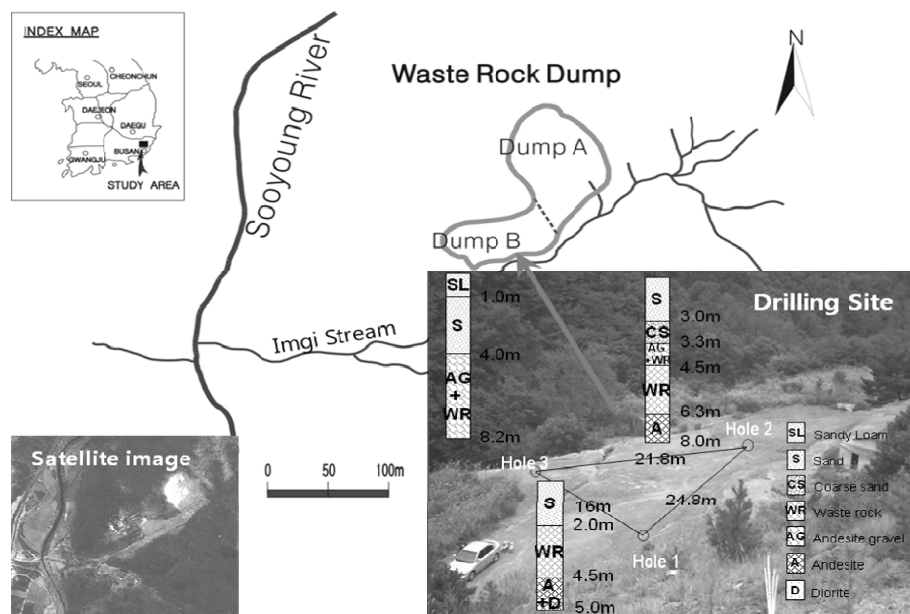 INDEX MAP
CHEONCHUN
SEOUL
DAEJEON
DAEGU
BUSAN
GWANGJU
STUDY AREA
Sooyoung River
Waste Rock Dump
N
Dump A
Dump B
Imgi Stream
0 50 100m
Satellite image
Drilling Site
SL
1.0m
S
4.0m
AG
+
WR
8.2m
S
3.0m
CS
3.3m
AG
+WR
4.5m
WR
6.3m
A
8.0m
Hole 2
21.8m
Hole 3
24.8m
16m
Hole 1
S
2.0m
WR
4.5m
A
+D
5.0m
SL Sandy Loam
S Sand
CS Coarse sand
WR Waste rock
AG Andesite gravel
A Andesite
D Diorite